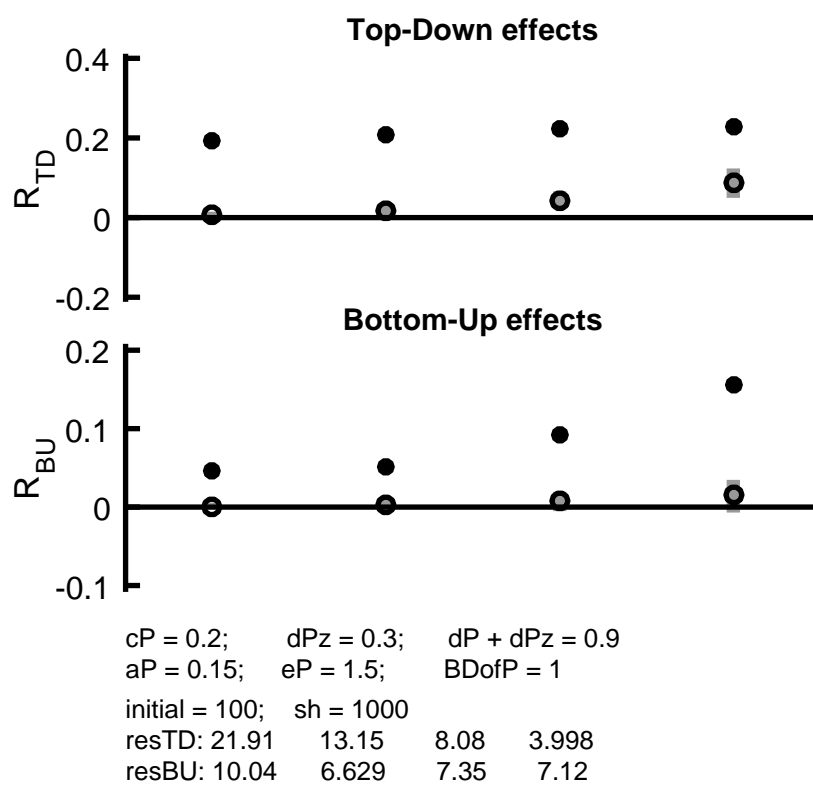 Top-Down effects
0.4
0.2
0
-0.2
R_TD
Bottom-Up effects
0.2
0.1
0
-0.1
R_BU
cP = 0.2; dPz = 0.3; dP + dPz = 0.9
aP = 0.15; eP = 1.5; BDofP = 1
initial = 100; sh = 1000
resTD: 21.91 13.15 8.08 3.998
resBU: 10.04 6.629 7.35 7.12